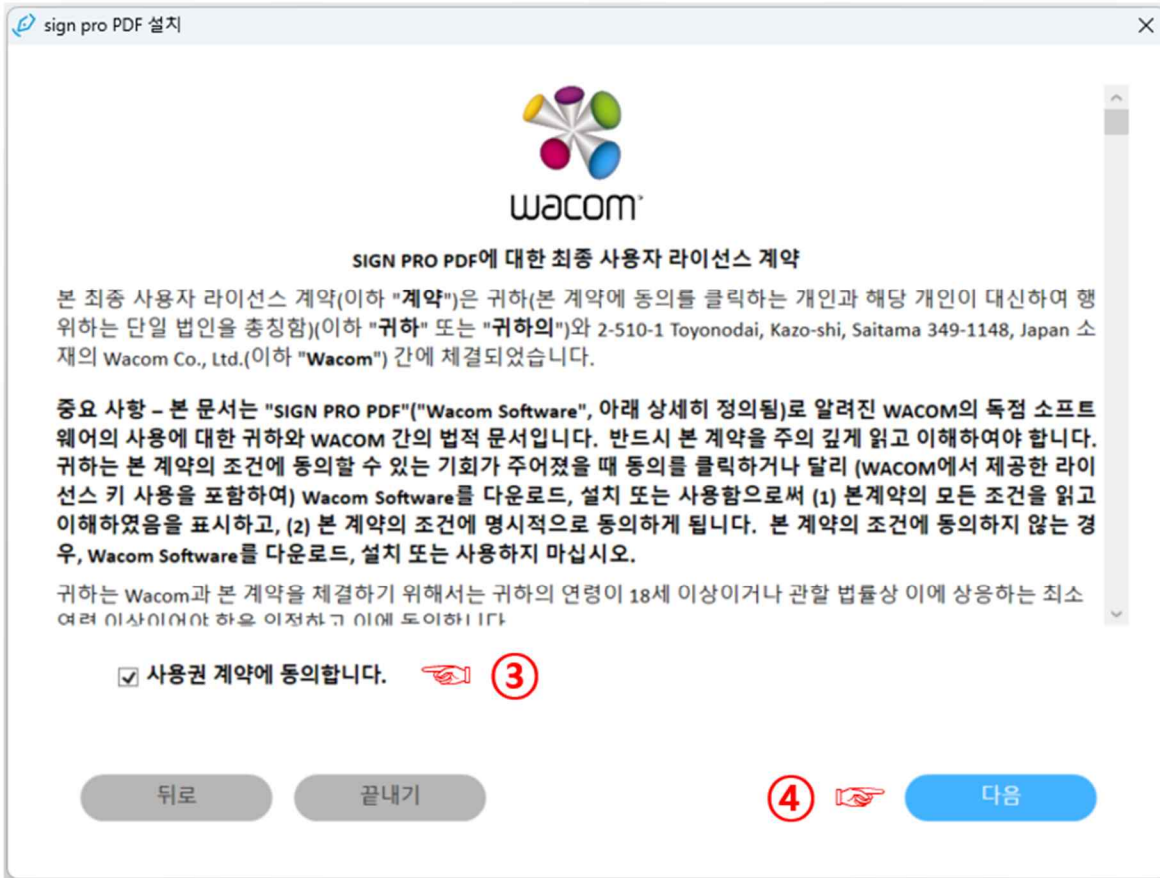 sign pro PDF 설치
wacom
SIGN PRO PDF에 대한 최종 사용자 라이선스 계약
본 최종 사용자 라이선스 계약(이하 "계약")은 귀하(본 계약에 동의를 클릭하는 개인과 해당 개인이 대신하여 행
위하는 단일 법인을 총칭함)(이하 "귀하" 또는 "귀하의")와 2-510-1 Toyonodai, Kazo-shi, Saitama 349-1148, Japan 소
재의 Wacom Co., Ltd.(이하 "Wacom") 간에 체결되었습니다.
중요 사항 – 본 문서는 "SIGN PRO PDF"("Wacom Software", 아래 상세히 정의됨)로 알려진 WACOM의 독점 소프트
웨어의 사용에 대한 귀하와 WACOM 간의 법적 문서입니다. 반드시 본 계약을 주의 깊게 읽고 이해하여야 합니다.
귀하는 본 계약의 조건에 동의할 수 있는 기회가 주어졌을 때 동의를 클릭하거나 달리 (WACOM에서 제공한 라이
선스 키 사용을 포함하여) Wacom Software를 다운로드, 설치 또는 사용함으로써 (1) 본계약의 모든 조건을 읽고
이해하였음을 표시하고, (2) 본 계약의 조건에 명시적으로 동의하게 됩니다. 본 계약의 조건에 동의하지 않는 경
우, Wacom Software를 다운로드, 설치 또는 사용하지 마십시오.
귀하는 Wacom과 본 계약을 체결하기 위해서는 귀하의 연령이 18세 이상이거나 관할 법률상 이에 상응하는 최소
연령 이상이어야 함을 인정하고 이에 동의합니다
사용권 계약에 동의합니다. ③
뒤로 끝내기 ④ 다음